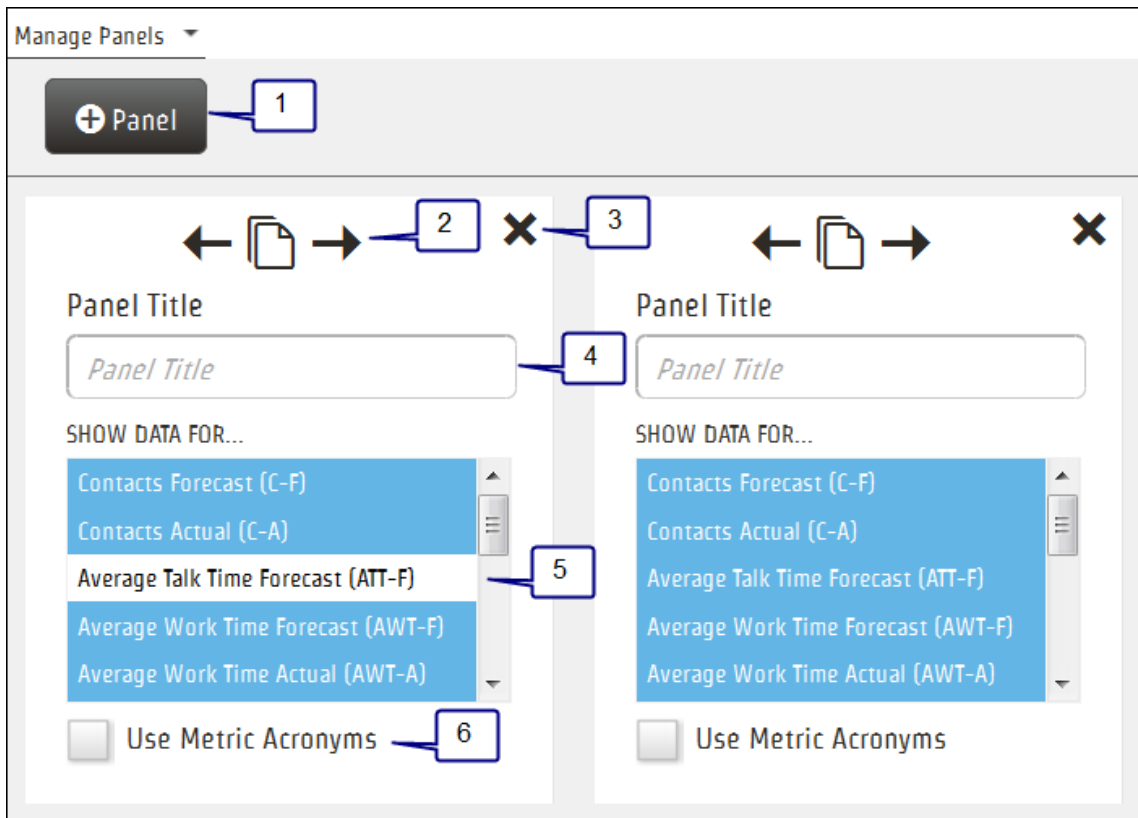 Manage Panels
Panel
1
2
3
Panel Title
Panel Title
Panel Title
4
Panel Title
SHOW DATA FOR...
SHOW DATA FOR...
Contacts Forecast (C-F)
Contacts Forecast (C-F)
Contacts Actual (C-A)
Contacts Actual (C-A)
Average Talk Time Forecast (ATT-F)
5
Average Talk Time Forecast (ATT-F)
Average Work Time Forecast (AWT-F)
Average Work Time Forecast (AWT-F)
Average Work Time Actual (AWT-A)
Average Work Time Actual (AWT-A)
Use Metric Acronyms
6
Use Metric Acronyms